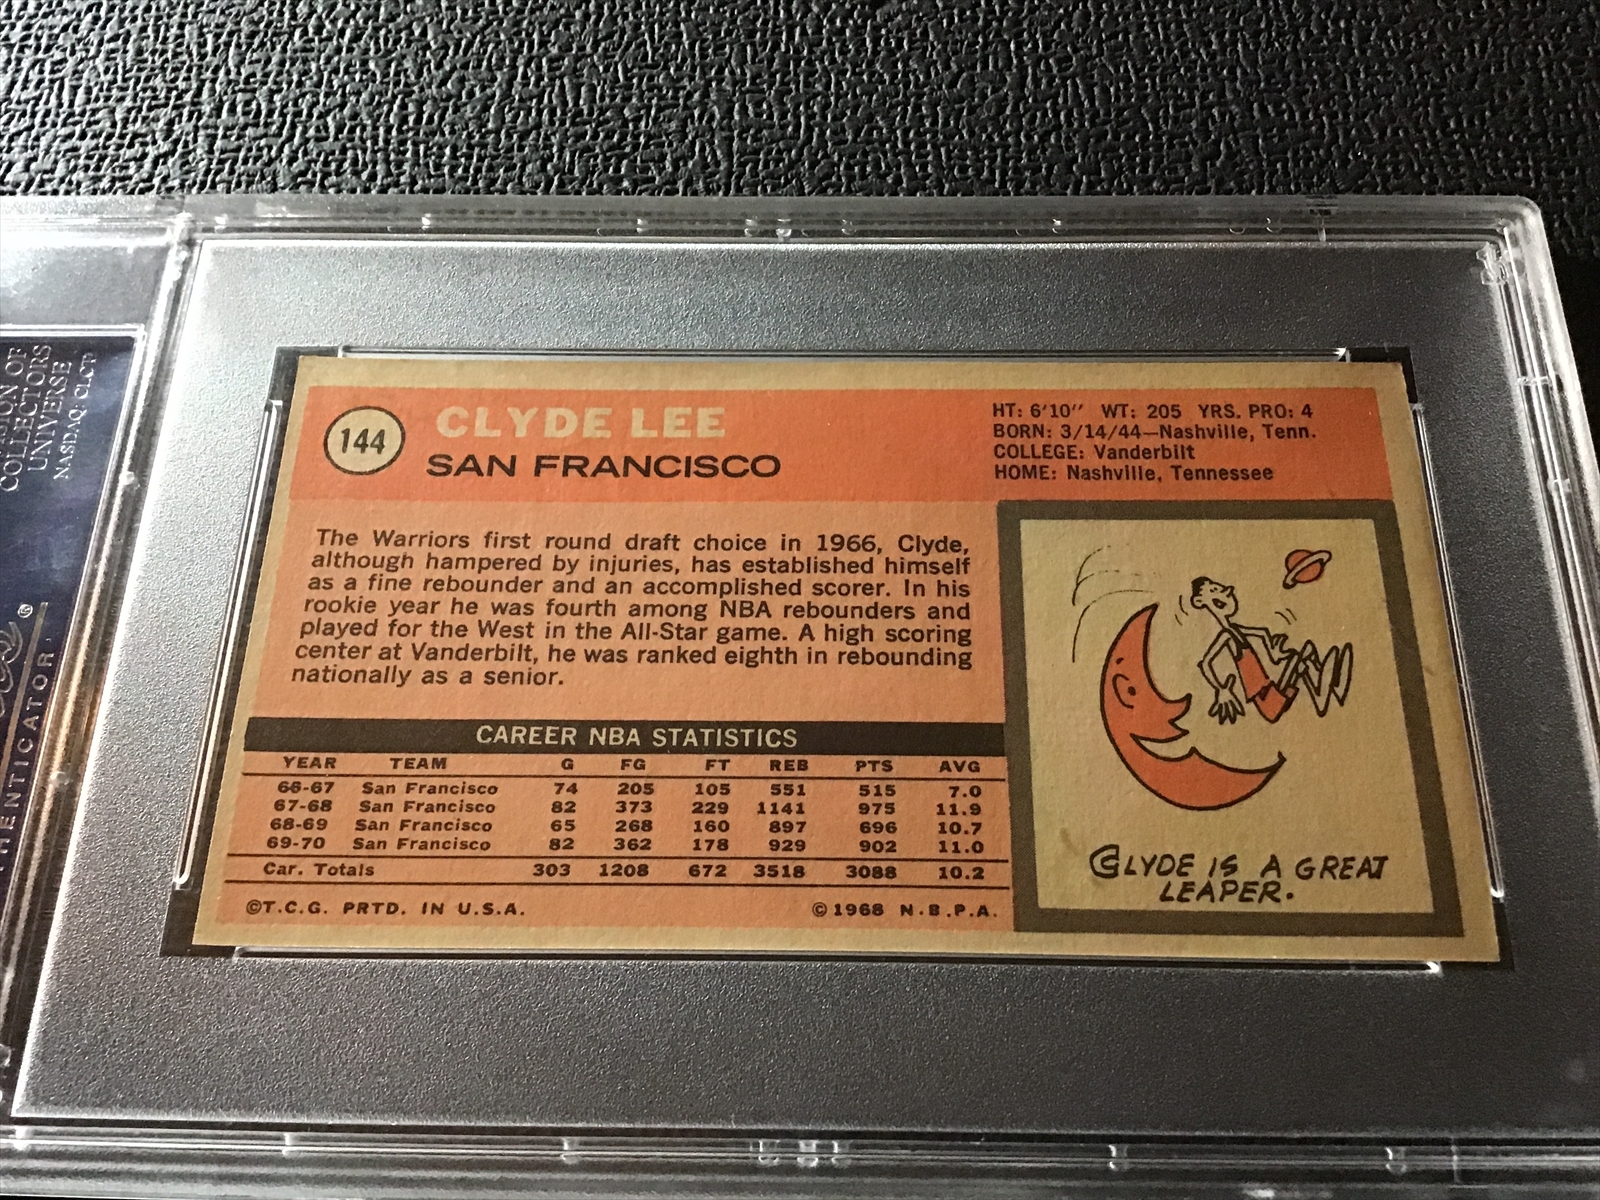 ION OF
COLLECTORS
UNIVERSE
NASDAQ: CLCT
144
CLYDE LEE
SAN FRANCISCO
HT: 6'10" WT: 205 YRS. PRO: 4
BORN: 3/14/44—Nashville, Tenn.
COLLEGE: Vanderbilt
HOME: Nashville, Tennessee
The Warriors first round draft choice in 1966, Clyde,
although hampered by injuries, has established himself
as a fine rebounder and an accomplished scorer. In his
rookie year he was fourth among NBA rebounders and
played for the West in the All-Star game. A high scoring
center at Vanderbilt, he was ranked eighth in rebounding
nationally as a senior.
CAREER NBA STATISTICS
YEAR TEAM G FG FT REB PTS AVG
66-67 San Francisco 74 205 105 551 515 7.0
67-68 San Francisco 82 373 229 1141 975 11.9
68-69 San Francisco 65 268 160 897 696 10.7
69-70 San Francisco 82 362 178 929 902 11.0
Car. Totals 303 1208 672 3518 3088 10.2
©T.C.G. PRTD. IN U.S.A. ©1968 N.B.P.A.
CLYDE IS A GREAT
LEAPER.